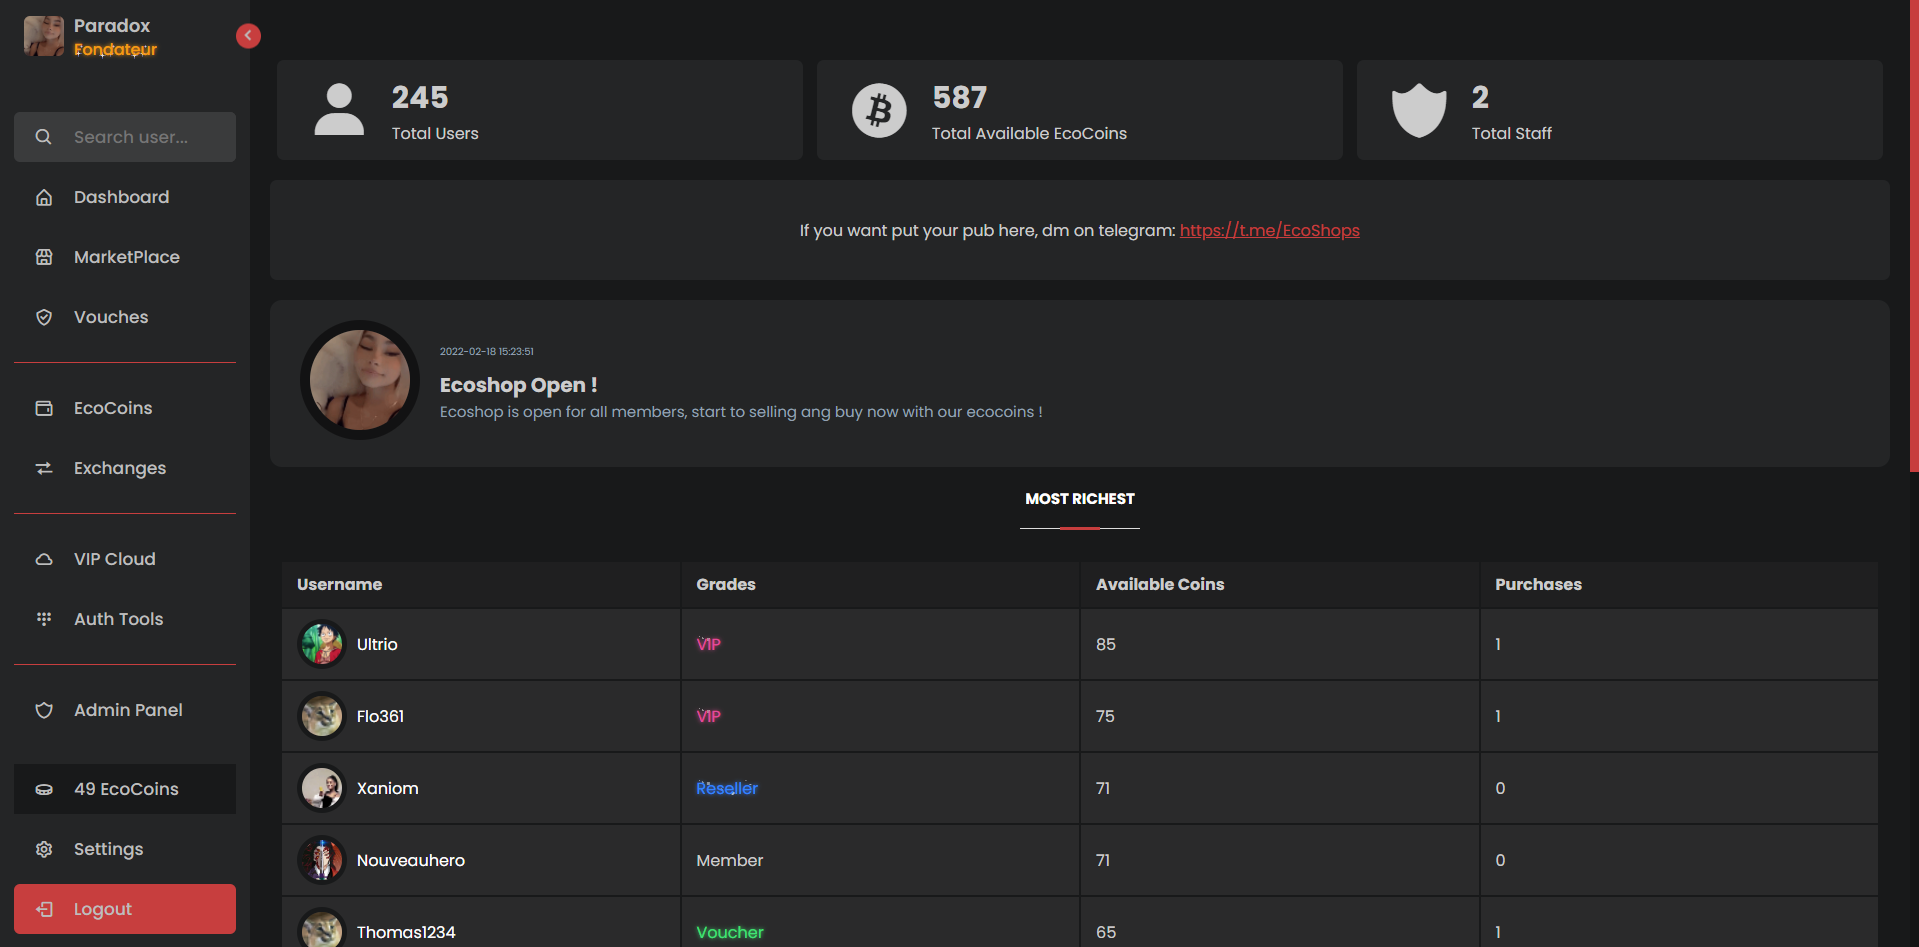 Paradox
Fondateur
Search user...
Dashboard
MarketPlace
Vouches
EcoCoins
Exchanges
VIP Cloud
Auth Tools
Admin Panel
49 EcoCoins
Settings
Logout
245
Total Users
587
Total Available EcoCoins
2
Total Staff
If you want put your pub here, dm on telegram: https://t.me/EcoShops
2022-02-18 15:23:51
Ecoshop Open !
Ecoshop is open for all members, start to selling ang buy now with our ecocoins !
MOST RICHEST
Username Grades Available Coins Purchases
Ultrio VIP 85 1
Flo361 VIP 75 1
Xaniom Reseller 71 0
Nouveauhero Member 71 0
Thomas1234 Voucher 65 1